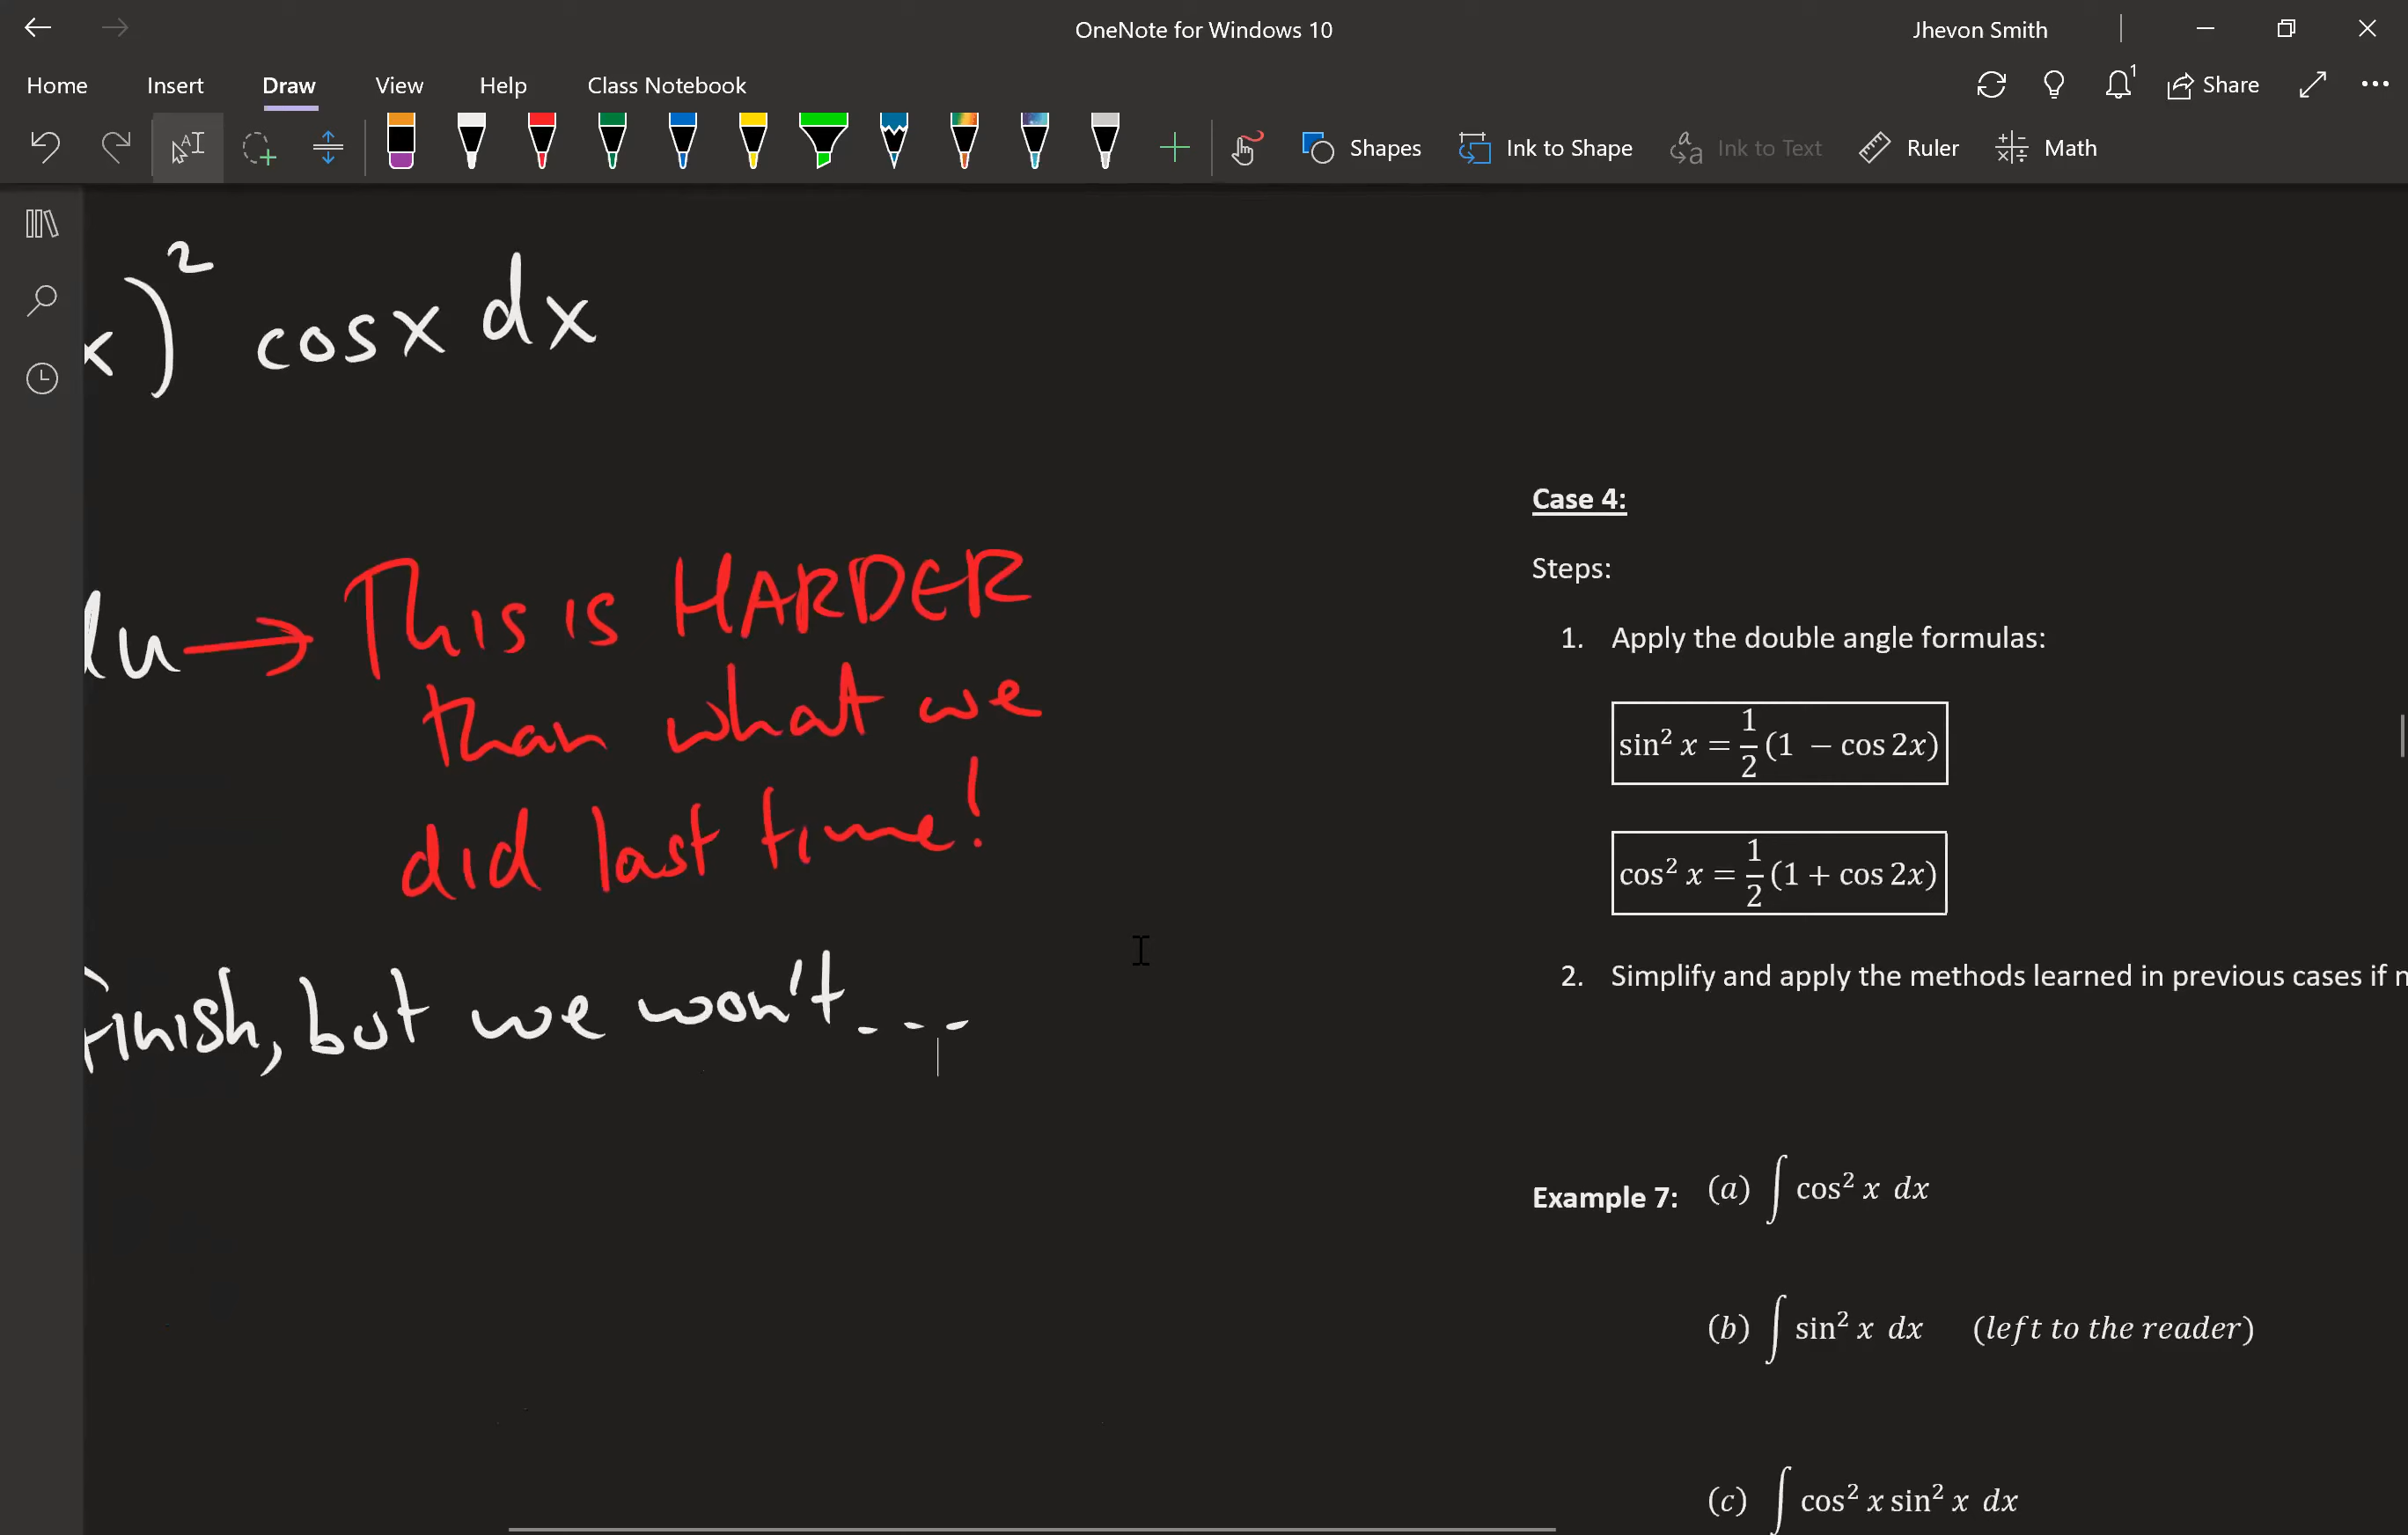 OneNote for Windows 10
Jhevon Smith
Home Insert Draw View Help Class Notebook
1 Share
Shapes Ink to Shape Ink to Text Ruler Math
x)² cosx dx
du → This is HARDER
than what we
did last time!
Finish, but we won't...
Case 4:
Steps:
1. Apply the double angle formulas:
sin² x = 1/2 (1 − cos 2x)
cos² x = 1/2 (1 + cos 2x)
2. Simplify and apply the methods learned in previous cases if
Example 7: (a) ∫ cos² x dx
(b) ∫ sin² x dx (left to the reader)
(c) ∫ cos² x sin² x dx